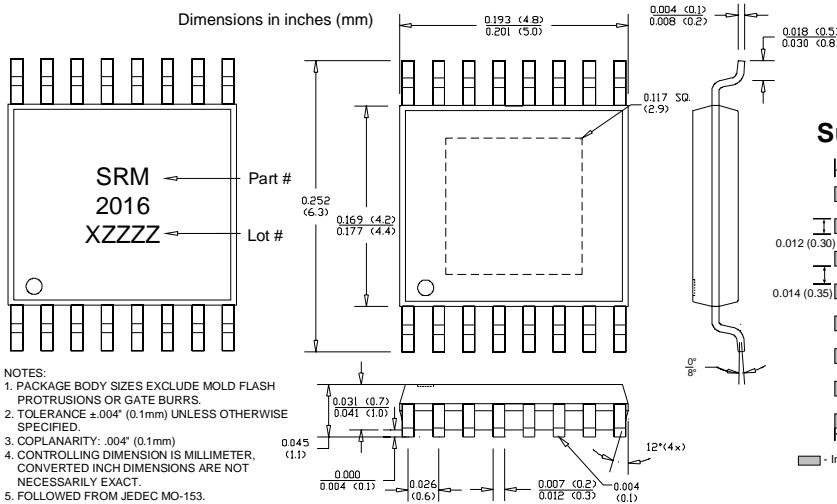 Dimensions in inches (mm)
0.193 (4.8)
0.201 (5.0)
0.004 (0.1)
0.008 (0.2)
0.018 (0.5
0.030 (0.8
0.117 SQ.
(2.9)
SRM
2016
XZZZZ
Part #
Lot #
0.252
(6.3)
0.169 (4.2)
0.177 (4.4)
0.012 (0.30)
0.014 (0.35)
0°
8°
NOTES:
1. PACKAGE BODY SIZES EXCLUDE MOLD FLASH
PROTRUSIONS OR GATE BURRS.
2. TOLERANCE ±.004" (0.1mm) UNLESS OTHERWISE
SPECIFIED.
3. COPLANARITY: .004" (0.1mm)
4. CONTROLLING DIMENSION IS MILLIMETER,
CONVERTED INCH DIMENSIONS ARE NOT
NECESSARILY EXACT.
5. FOLLOWED FROM JEDEC MO-153.
0.031 (0.7)
0.041 (1.0)
0.045
(1.1)
0.000
0.004 (0.1)
0.026
(0.6)
0.007 (0.2)
0.012 (0.3)
0.004
(0.1)
12°(4x)